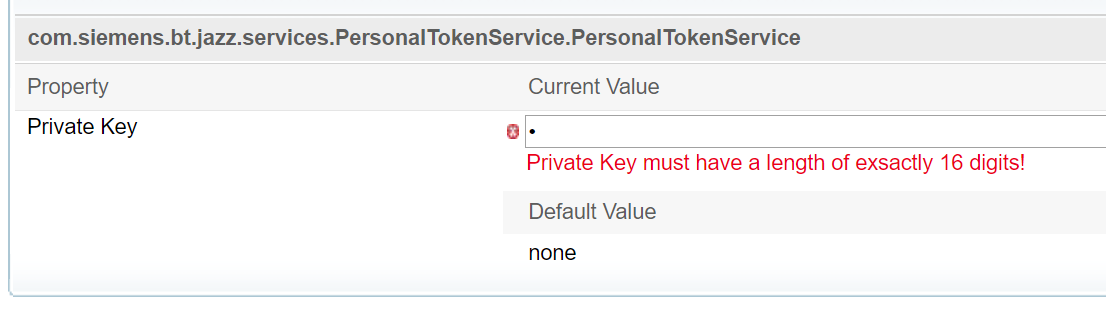 com.siemens.bt.jazz.services.PersonalTokenService.PersonalTokenService
Property Current Value
Private Key •
Private Key must have a length of exsactly 16 digits!
Default Value
none